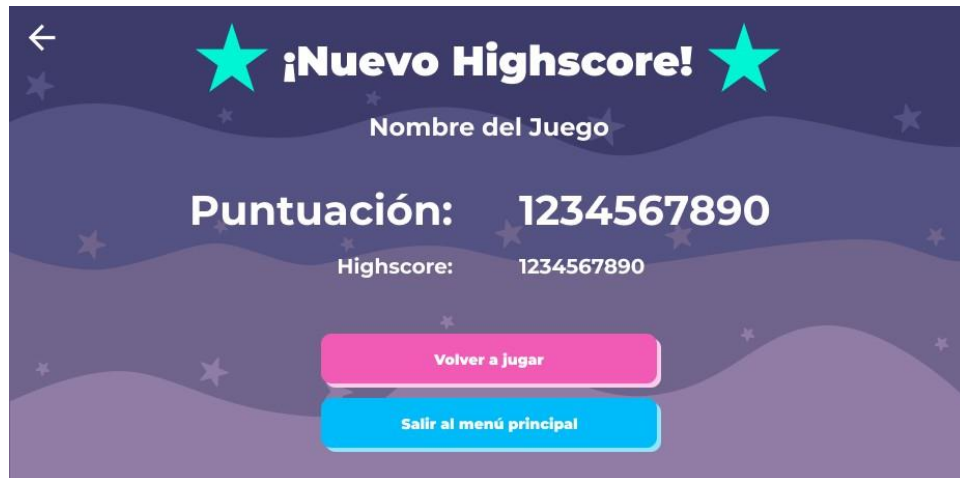 ¡Nuevo Highscore!
Nombre del Juego
Puntuación: 1234567890
Highscore: 1234567890
Volver a jugar
Salir al menú principal